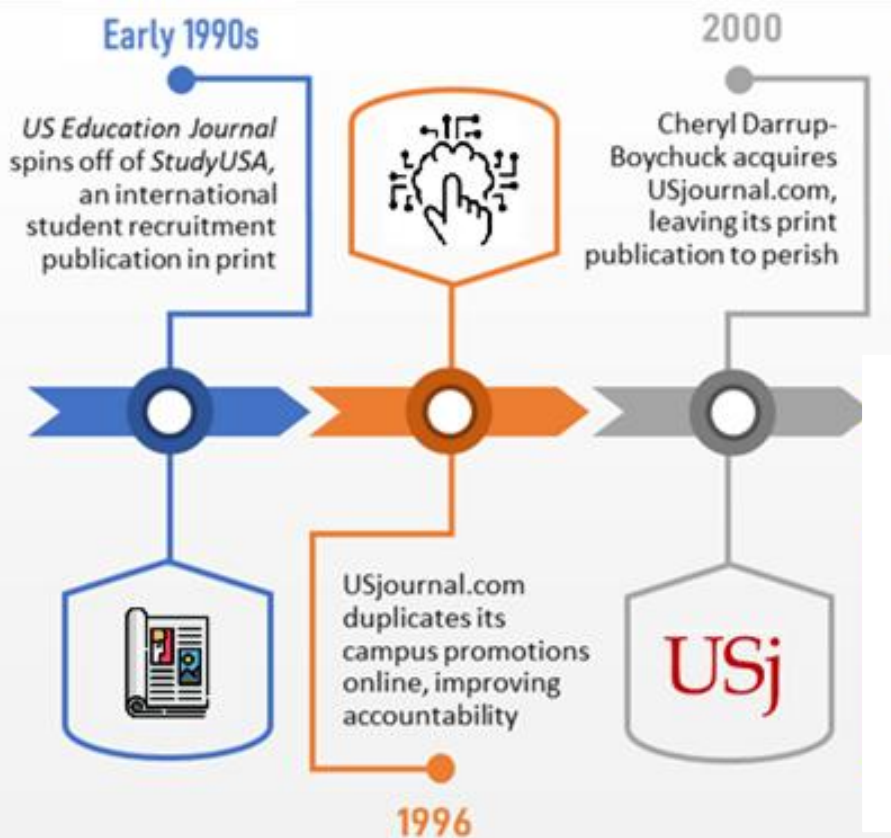 Early 1990s
US Education Journal
spins off of StudyUSA,
an international
student recruitment
publication in print
USjournal.com
duplicates its
campus promotions
online, improving
accountability
1996
2000
Cheryl Darrup-
Boychuck acquires
USjournal.com,
leaving its print
publication to perish
USj